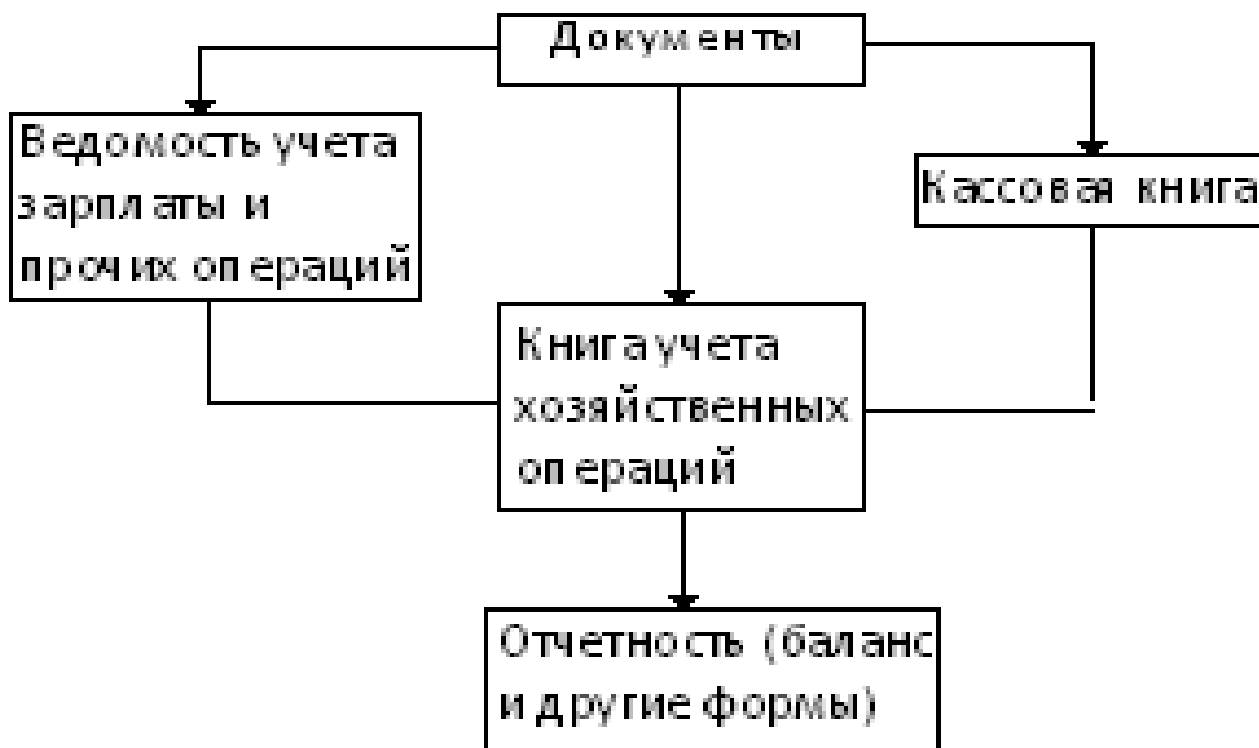 Документы
Ведомость учета
зарплаты и
прочих операций
Кассовая книга
Книга учета
хозяйственных
операций
Отчетность (баланс
и другие формы)